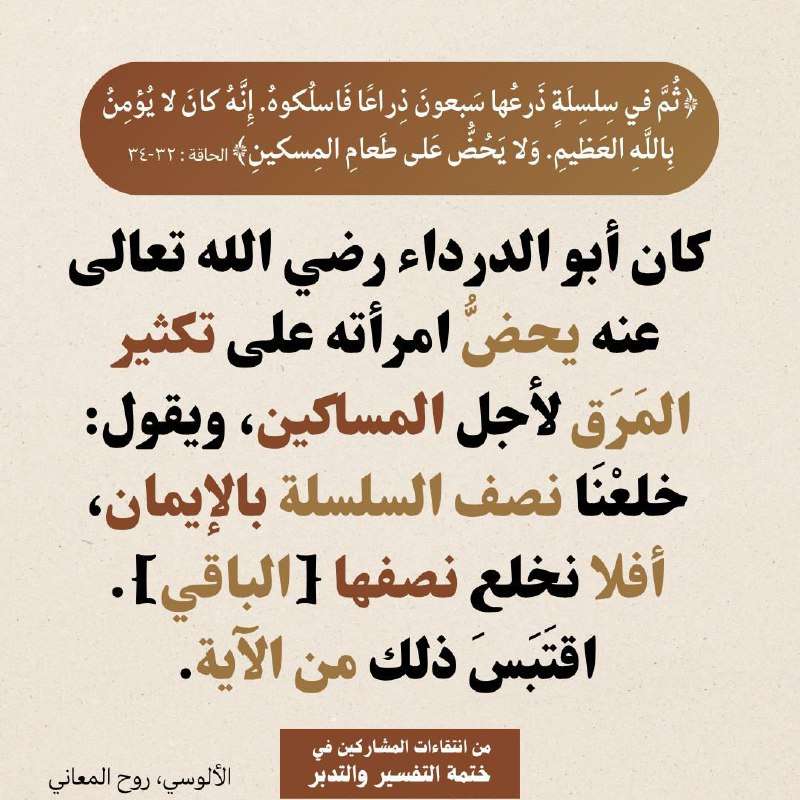 ﴿ثُمَّ في سِلسِلَةٍ ذَرعُها سَبعونَ ذِراعًا فَاسلُكوهُ. إِنَّهُ كانَ لا يُؤمِنُ
بِاللَّهِ العَظيمِ. وَلا يَحُضُّ عَلى طَعامِ المِسكينِ﴾ الحاقة : ٣٢-٣٤
كان أبو الدرداء رضي الله تعالى
عنه يحضُّ امرأته على تكثير
المَرَق لأجل المساكين، ويقول:
خلعْنَا نصف السلسلة بالإيمان،
أفلا نخلع نصفها [الباقي].
اقتَبَسَ ذلك من الآية.
من انتقاءات المشاركين في
ختمة التفسير والتدبر
الألوسي، روح المعاني